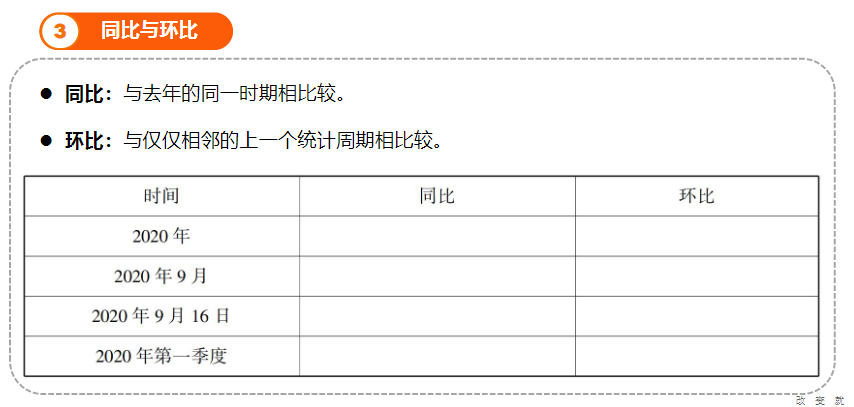 3 同比与环比
● 同比：与去年的同一时期相比较。
● 环比：与仅仅相邻的上一个统计周期相比较。
时间 同比 环比
2020 年
2020 年 9 月
2020 年 9 月 16 日
2020 年第一季度
改 变 就